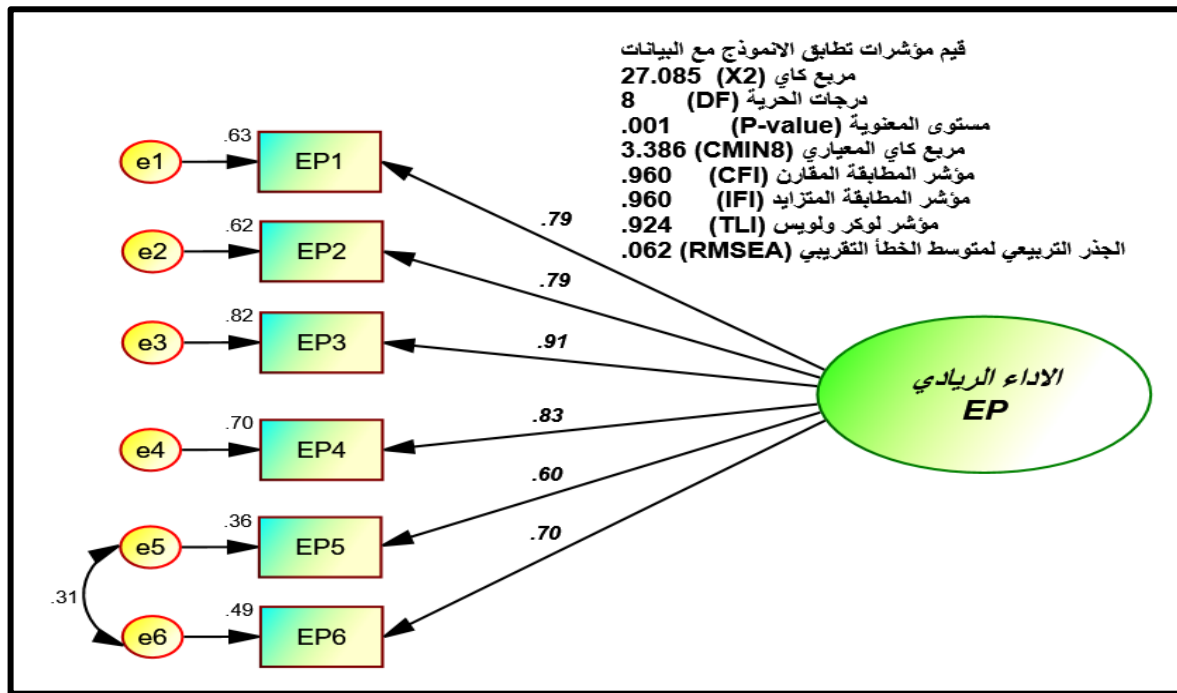 قيم مؤشرات تطابق الانموذج مع البيانات
مربع كاي (X2) 27.085
درجات الحرية (DF) 8
مستوى المعنوية (P-value) .001
مربع كاي المعياري (CMIN8) 3.386
مؤشر المطابقة المقارن (CFI) .960
مؤشر المطابقة المتزايد (IFI) .960
مؤشر لوكر ولويس (TLI) .924
الجذر التربيعي لمتوسط الخطأ التقريبي (RMSEA) .062
e1 .63 EP1 .79
e2 .62 EP2 .79
e3 .82 EP3 .91
e4 .70 EP4 .83
e5 .36 EP5 .60
.31
e6 .49 EP6 .70
الاداء الريادي
EP